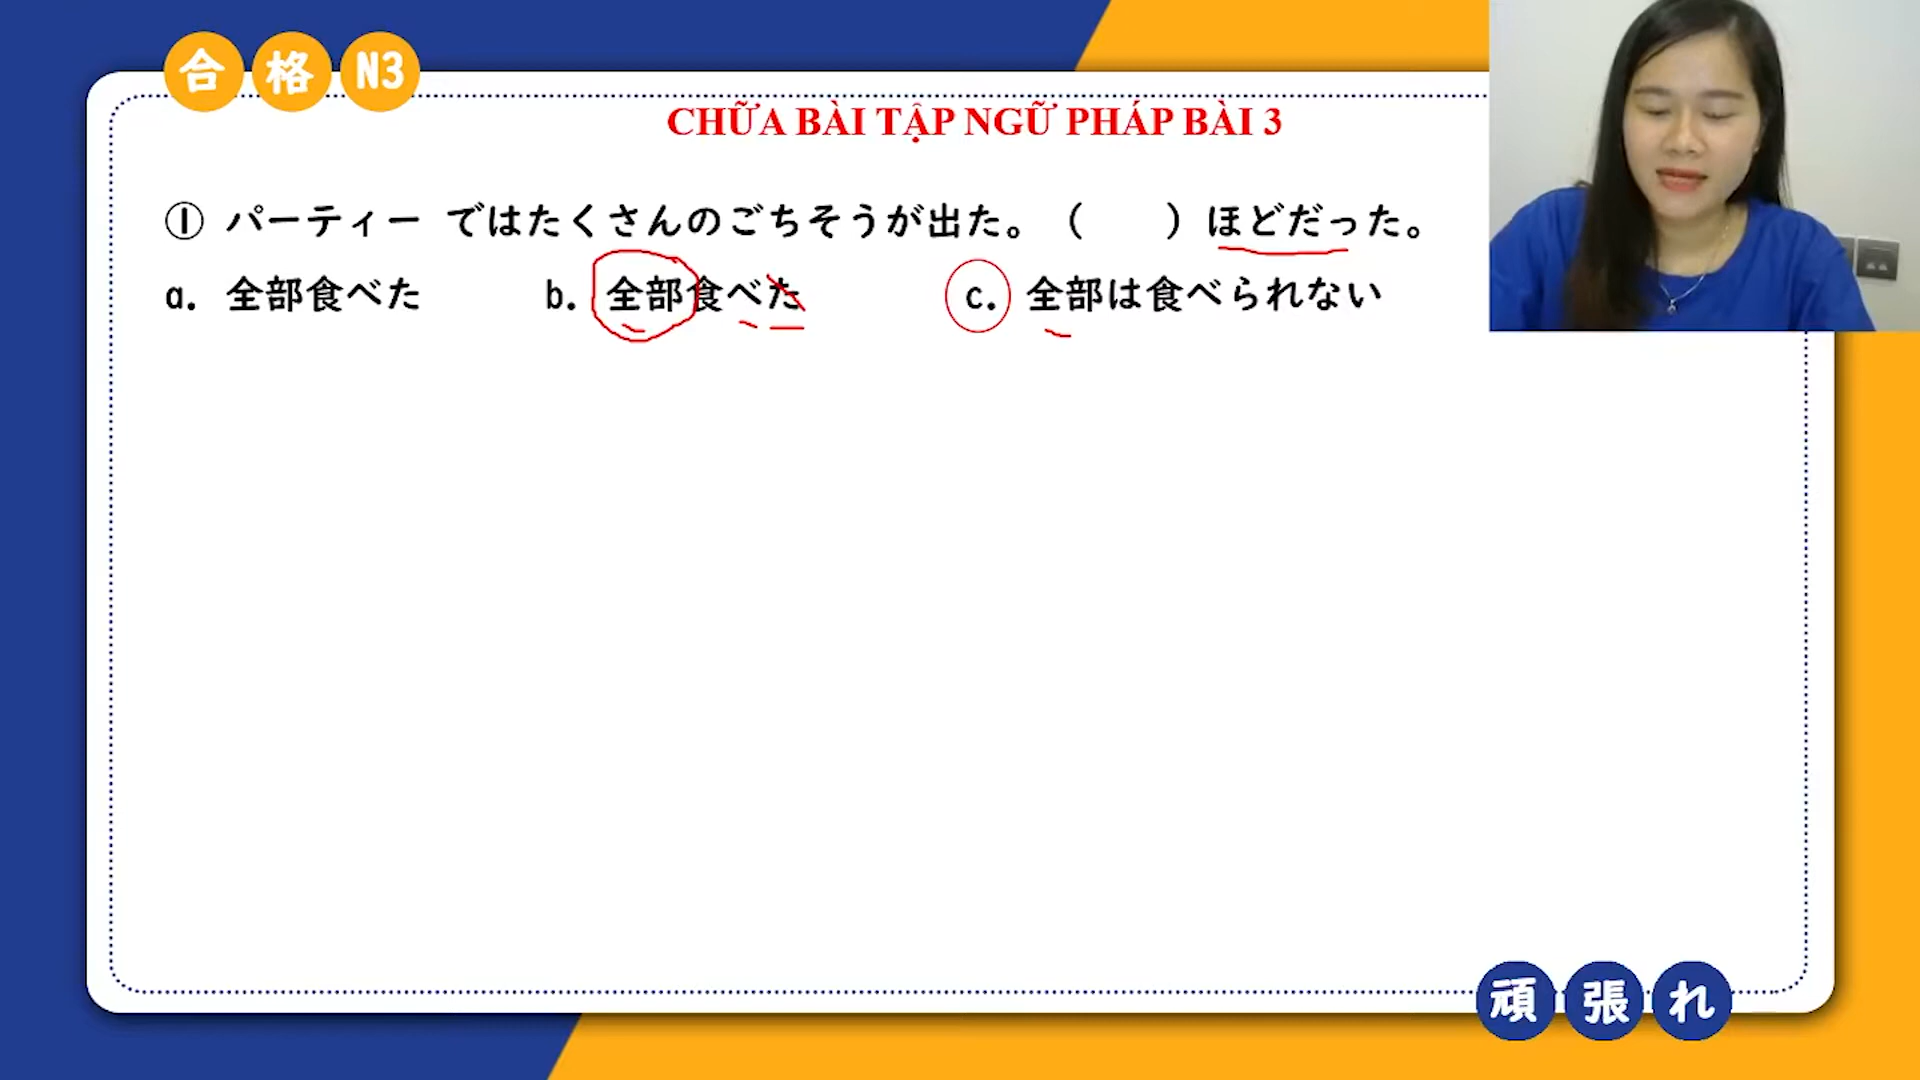 合格N3
CHỮA BÀI TẬP NGỮ PHÁP BÀI 3
① パーティー ではたくさんのごちそうが出た。（　　）ほどだった。
a. 全部食べた b. 全部食べた c. 全部は食べられない
頑張れ